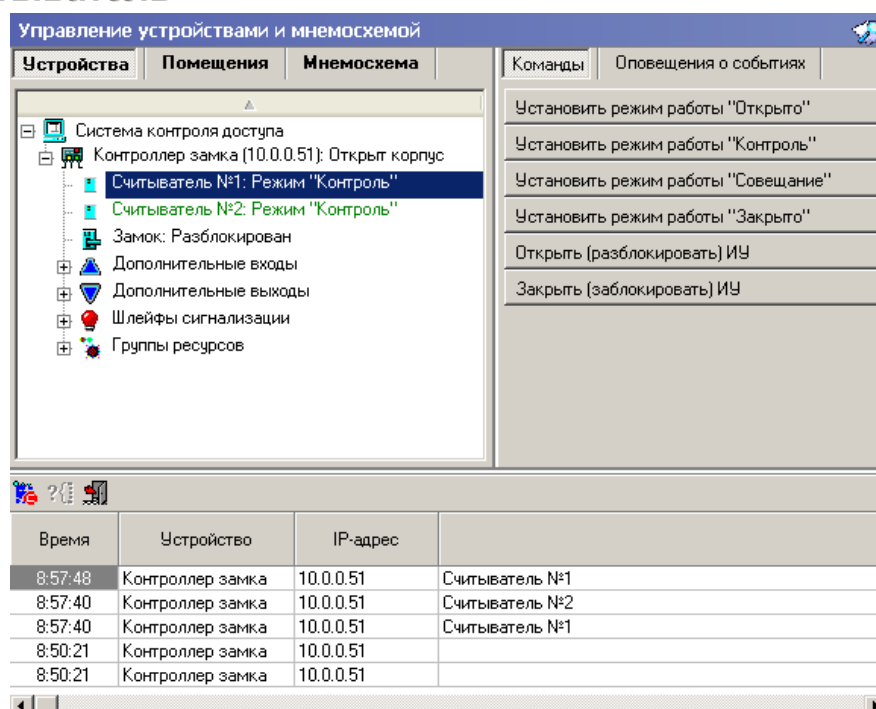 Управление устройствами и мнемосхемой
Устройства Помещения Мнемосхема
Система контроля доступа
Контроллер замка (10.0.0.51): Открыт корпус
Считыватель №1: Режим "Контроль"
Считыватель №2: Режим "Контроль"
Замок: Разблокирован
Дополнительные входы
Дополнительные выходы
Шлейфы сигнализации
Группы ресурсов
Команды Оповещения о событиях
Установить режим работы "Открыто"
Установить режим работы "Контроль"
Установить режим работы "Совещание"
Установить режим работы "Закрыто"
Открыть (разблокировать) ИУ
Закрыть (заблокировать) ИУ
Время Устройство IP-адрес
8:57:48 Контроллер замка 10.0.0.51 Считыватель №1
8:57:40 Контроллер замка 10.0.0.51 Считыватель №2
8:57:40 Контроллер замка 10.0.0.51 Считыватель №1
8:50:21 Контроллер замка 10.0.0.51
8:50:21 Контроллер замка 10.0.0.51